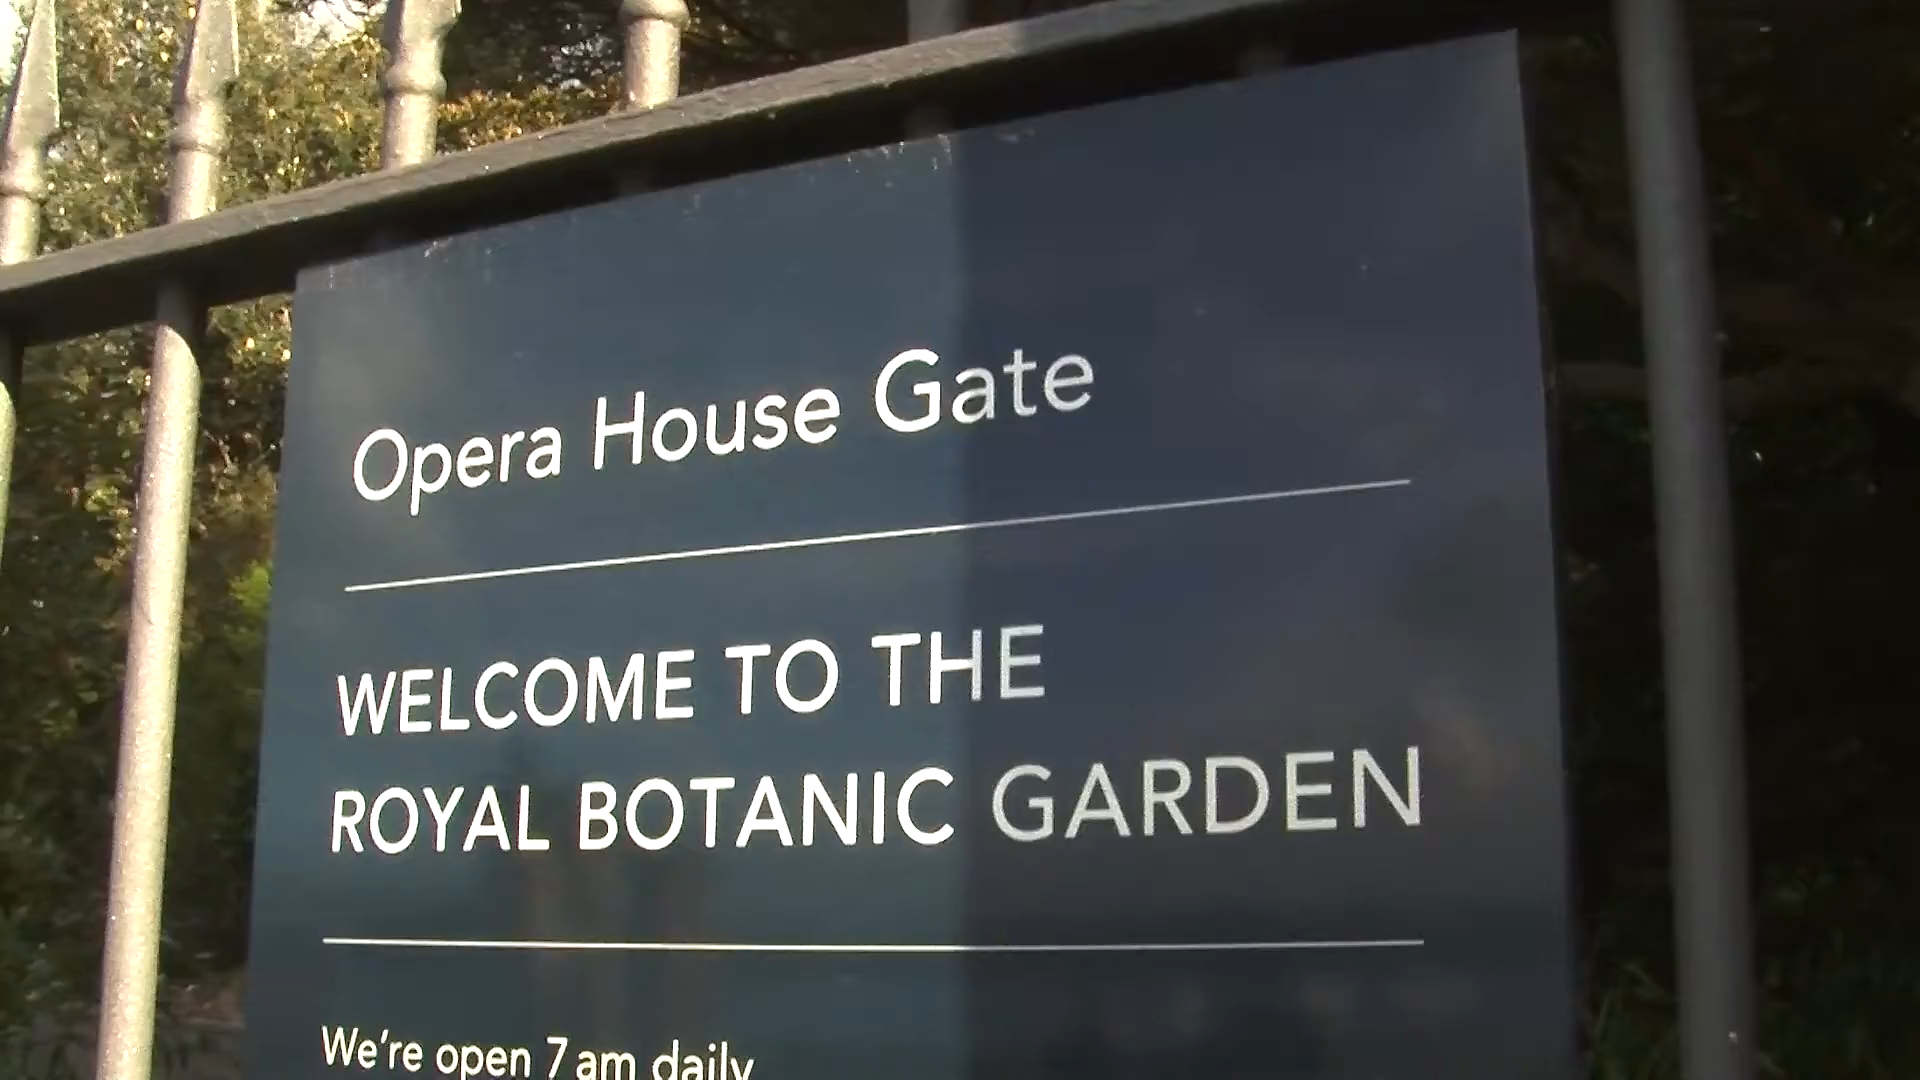 Opera House Gate
WELCOME TO THE
ROYAL BOTANIC GARDEN
We're open 7 am daily